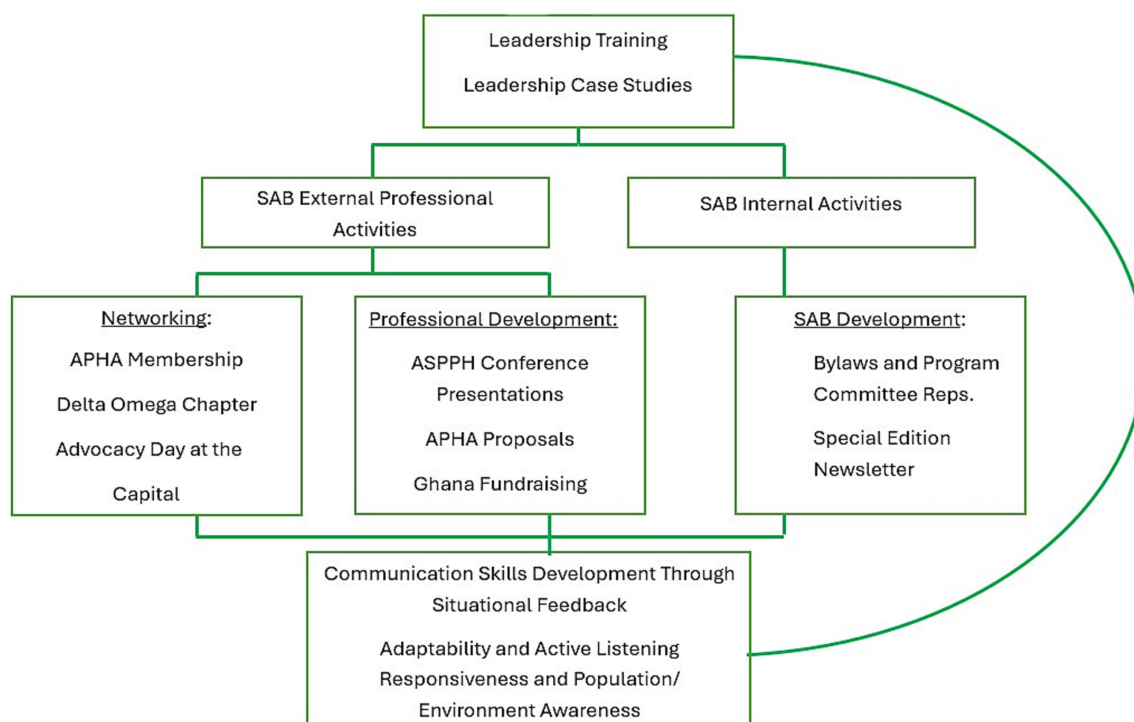 Leadership Training
Leadership Case Studies
SAB External Professional
Activities
SAB Internal Activities
Networking:
APHA Membership
Delta Omega Chapter
Advocacy Day at the
Capital
Professional Development:
ASPPH Conference
Presentations
APHA Proposals
Ghana Fundraising
SAB Development:
Bylaws and Program
Committee Reps.
Special Edition
Newsletter
Communication Skills Development Through
Situational Feedback
Adaptability and Active Listening
Responsiveness and Population/
Environment Awareness